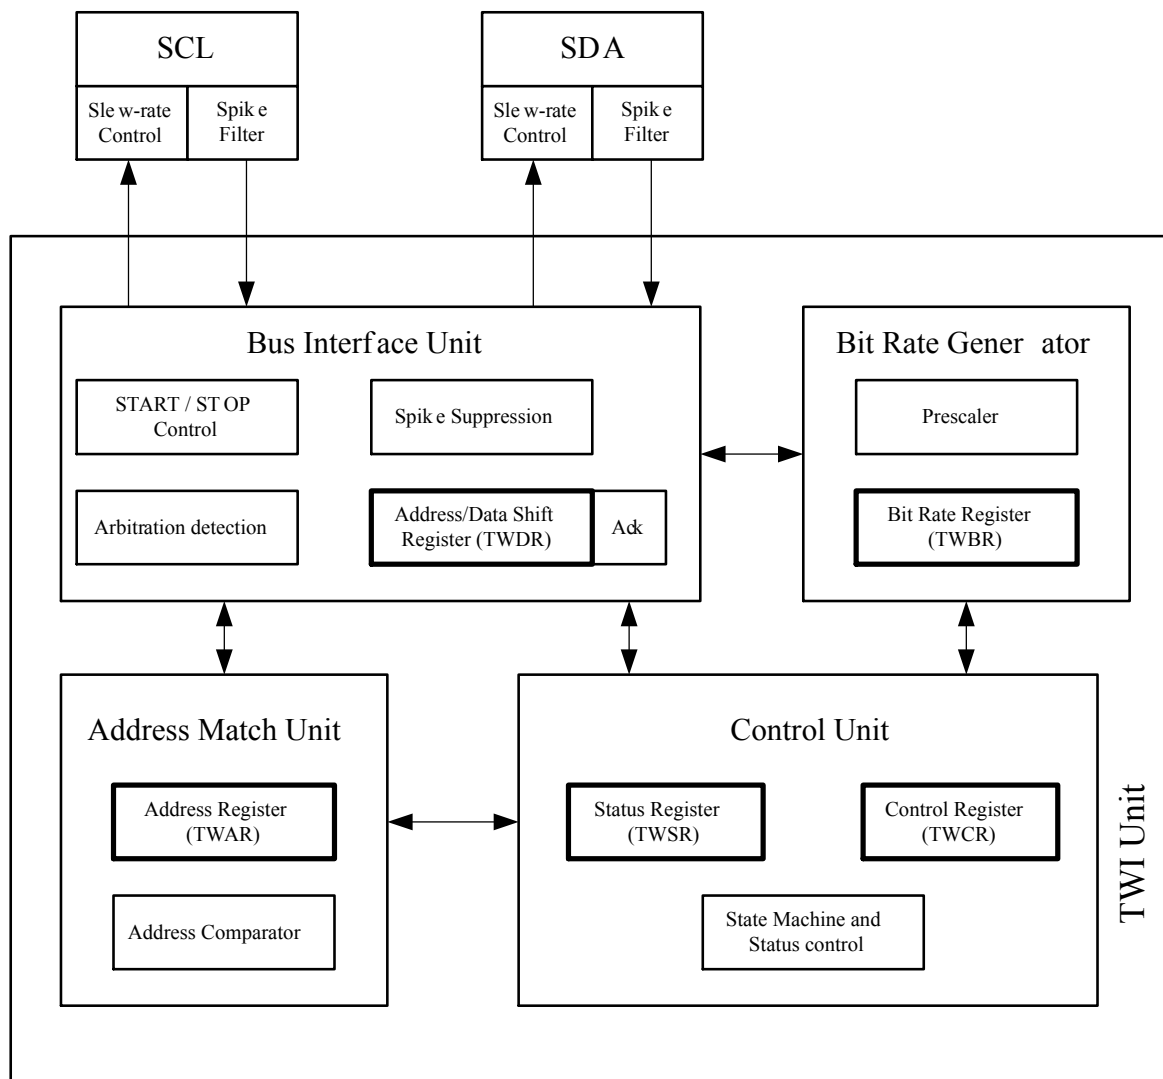 SCL
Slew-rate
Control
Spike
Filter
SDA
Slew-rate
Control
Spike
Filter
Bus Interface Unit
START / STOP
Control
Spike Suppression
Arbitration detection
Address/Data Shift
Register (TWDR)
Ack
Bit Rate Generator
Prescaler
Bit Rate Register
(TWBR)
Address Match Unit
Address Register
(TWAR)
Address Comparator
Control Unit
Status Register
(TWSR)
Control Register
(TWCR)
State Machine and
Status control
TWI Unit